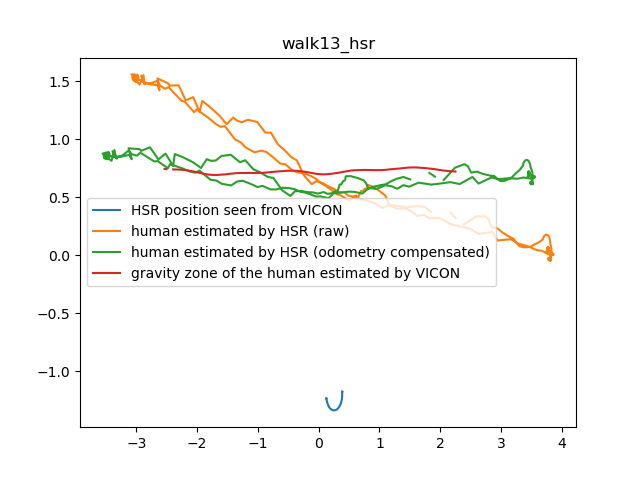 walk13_hsr
1.5
1.0
0.5
0.0
−0.5
−1.0
HSR position seen from VICON
human estimated by HSR (raw)
human estimated by HSR (odometry compensated)
gravity zone of the human estimated by VICON
−3 −2 −1 0 1 2 3 4